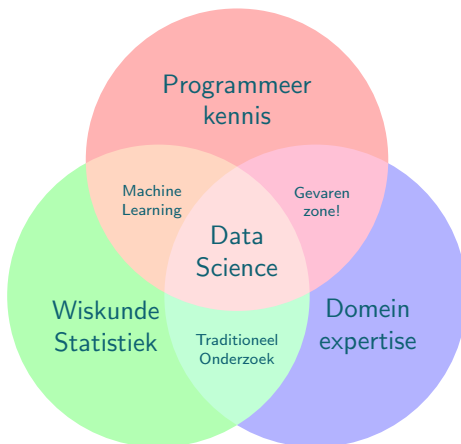 Programmeer
kennis
Machine
Learning
Gevaren
zone!
Data
Science
Wiskunde
Statistiek
Domein
expertise
Traditioneel
Onderzoek